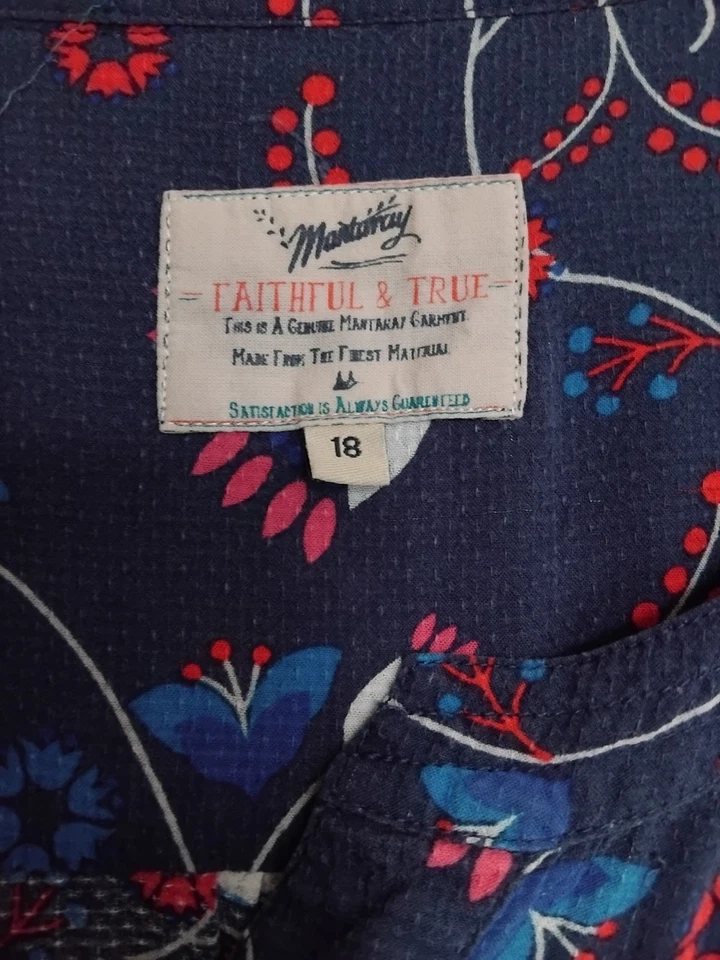 Mantaray
FAITHFUL & TRUE
THIS IS A GENUINE MANTARAY GARMENT
MADE FROM THE FINEST MATERIAL
SATISFACTION IS ALWAYS GUARENTEED
18